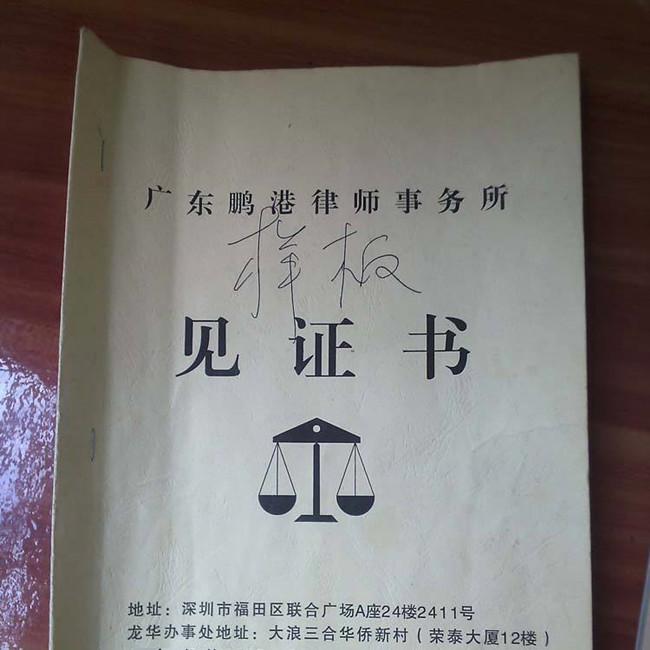 广东鹏港律师事务所
样板
见证书
地址：深圳市福田区联合广场A座24楼2411号
龙华办事处地址：大浪三合华侨新村（荣泰大厦12楼）